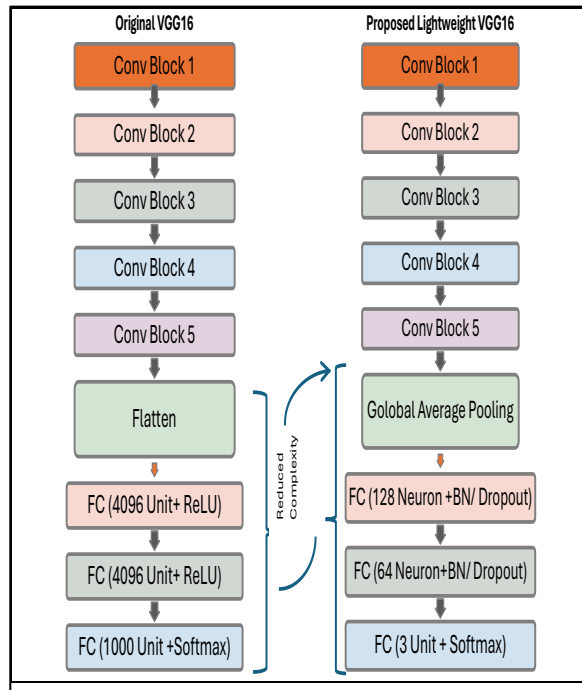 Original VGG16
Conv Block 1
Conv Block 2
Conv Block 3
Conv Block 4
Conv Block 5
Flatten
FC (4096 Unit+ ReLU)
FC (4096 Unit+ ReLU)
FC (1000 Unit +Softmax)
Reduced
Complexity
Proposed Lightweight VGG16
Conv Block 1
Conv Block 2
Conv Block 3
Conv Block 4
Conv Block 5
Golobal Average Pooling
FC (128 Neuron +BN/ Dropout)
FC (64 Neuron+BN/ Dropout)
FC (3 Unit + Softmax)